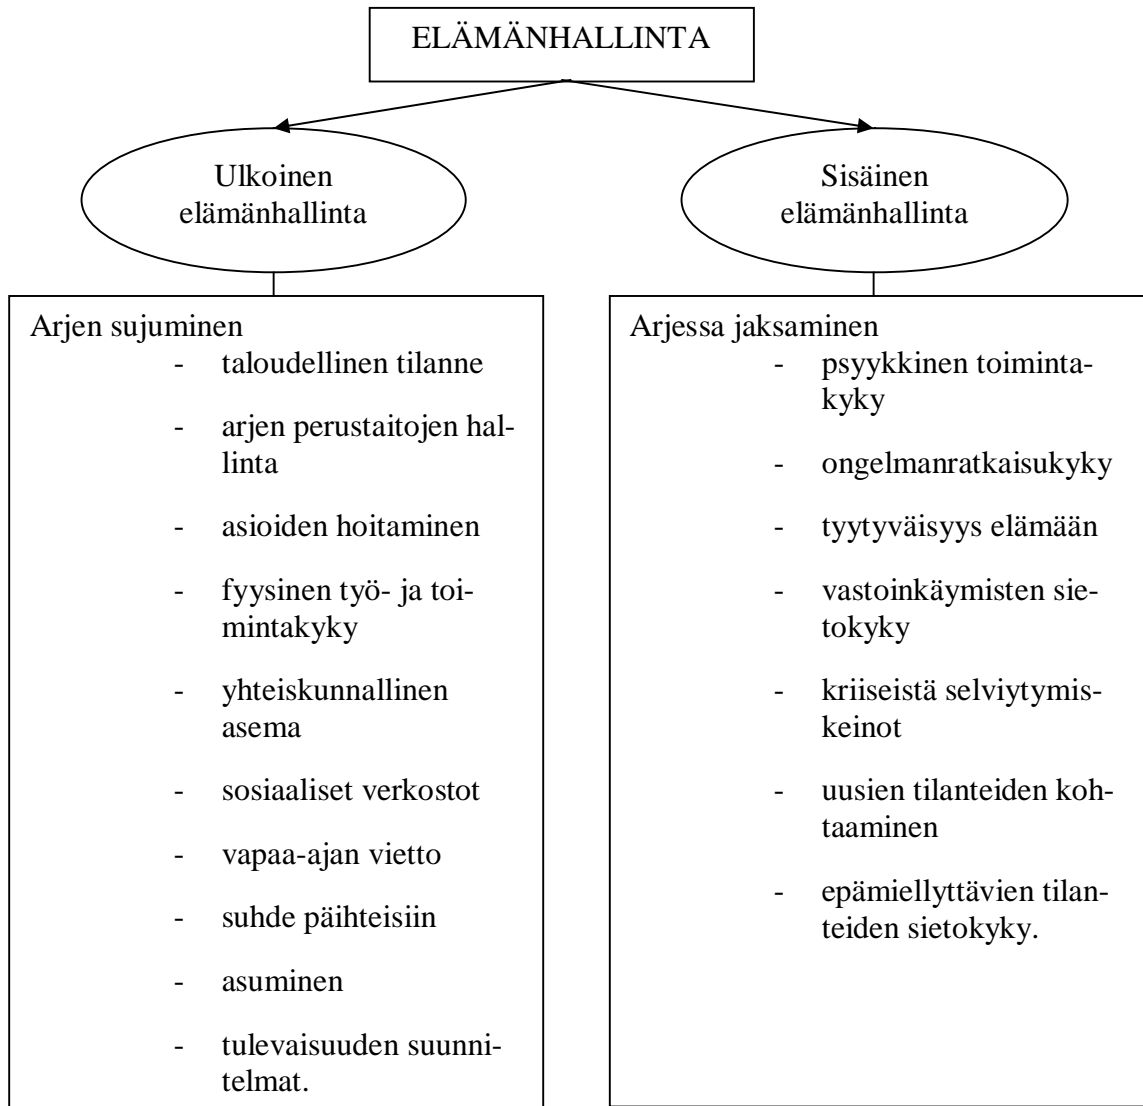 ELÄMÄNHALLINTA
Ulkoinen
elämänhallinta
Sisäinen
elämänhallinta
Arjen sujuminen
- taloudellinen tilanne
- arjen perustaitojen hal-
linta
- asioiden hoitaminen
- fyysinen työ- ja toi-
mintakyky
- yhteiskunnallinen
asema
- sosiaaliset verkostot
- vapaa-ajan vietto
- suhde päihteisiin
- asuminen
- tulevaisuuden suunni-
telmat.
Arjessa jaksaminen
- psyykkinen toiminta-
kyky
- ongelmanratkaisukyky
- tyytyväisyys elämään
- vastoinkäymisten sie-
tokyky
- kriiseistä selviytymis-
keinot
- uusien tilanteiden koh-
taaminen
- epämiellyttävien tilan-
teiden sietokyky.